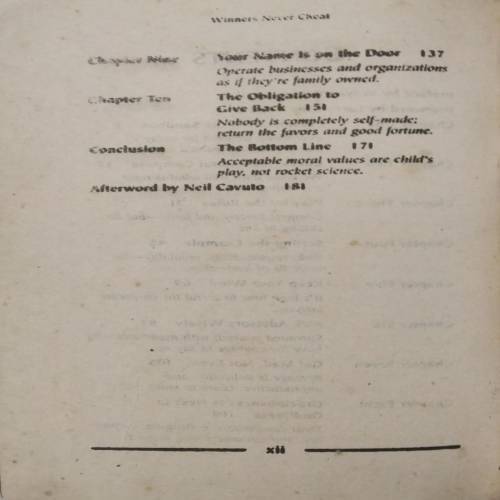 Winners Never Cheat
Chapter Nine Your Name Is on the Door 137
Operate businesses and organizations
as if they're family owned.
Chapter Ten The Obligation to
Give Back 151
Nobody is completely self-made;
return the favors and good fortune.
Conclusion The Bottom Line 171
Acceptable moral values are child's
play, not rocket science.
Afterword by Neil Cavuto 181
xii